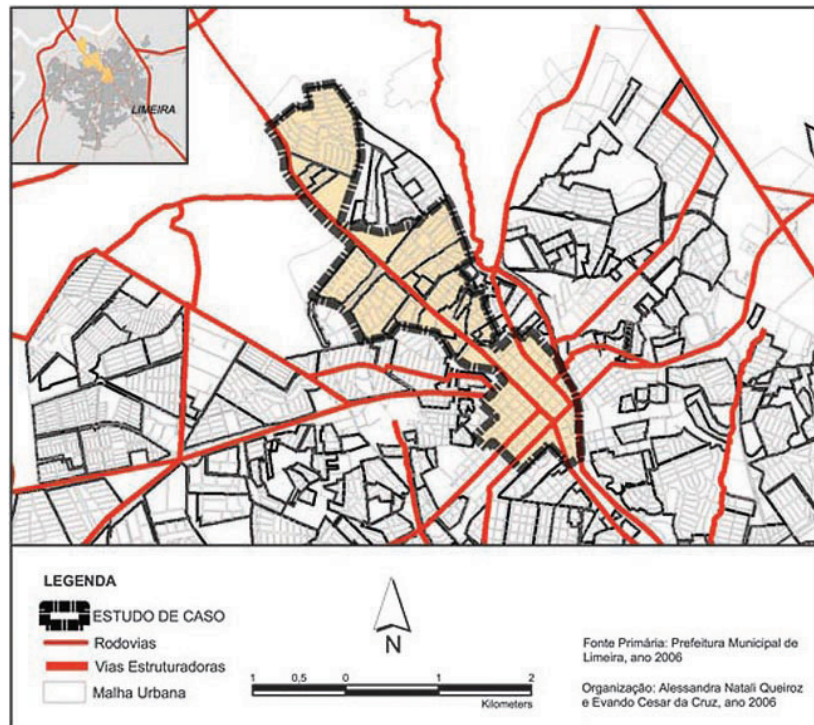 LIMEIRA
LEGENDA
ESTUDO DE CASO
Rodovias
Vias Estruturadoras
Malha Urbana
N
1 0,5 0 1 2
Kilometers
Fonte Primária: Prefeitura Municipal de
Limeira, ano 2006
Organização: Alessandra Natali Queiroz
e Evando Cesar da Cruz, ano 2006